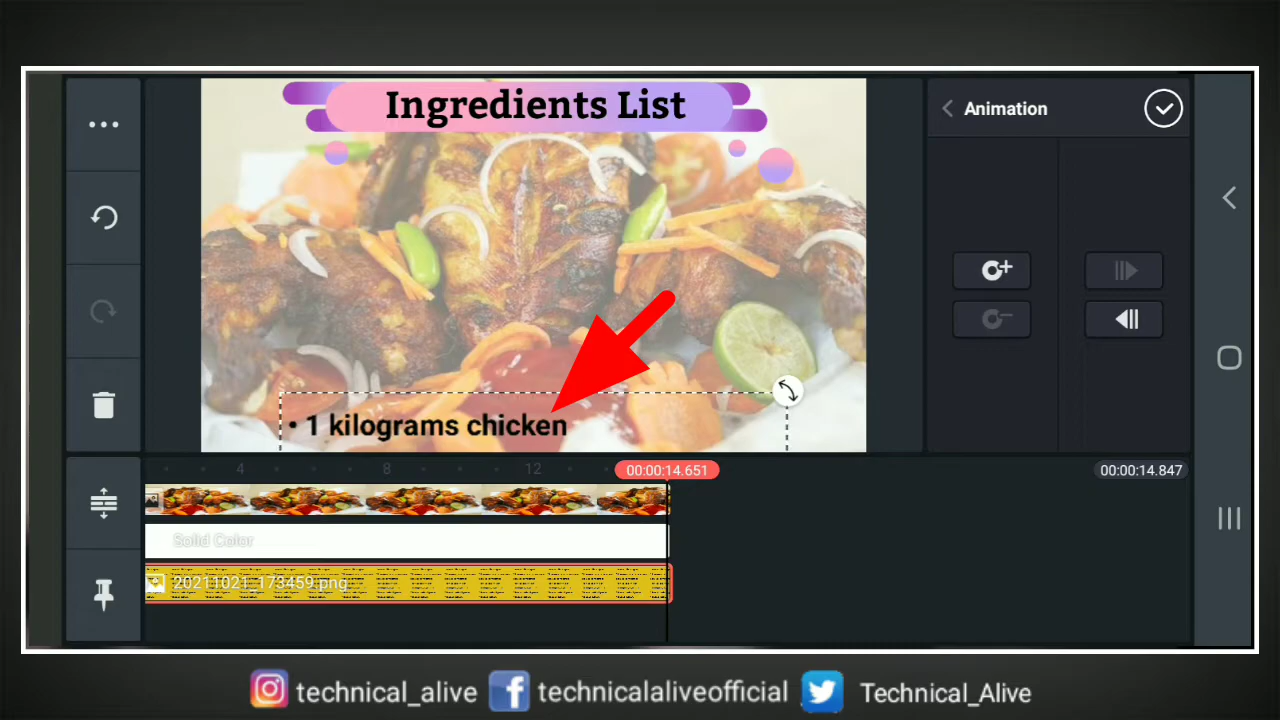 Ingredients List
Animation
• 1 kilograms chicken
4 8 12
00:00:14.651
00:00:14.847
Solid Color
20211021_173459.png
technical_alive
technicalaliveofficial
Technical_Alive